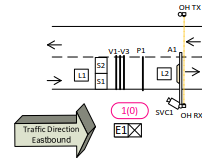 OH TX
V1-V3 P1 A1
S2
L1 S1 L2
SVC1 OH RX
1(0)
E1
Traffic Direction
Eastbound